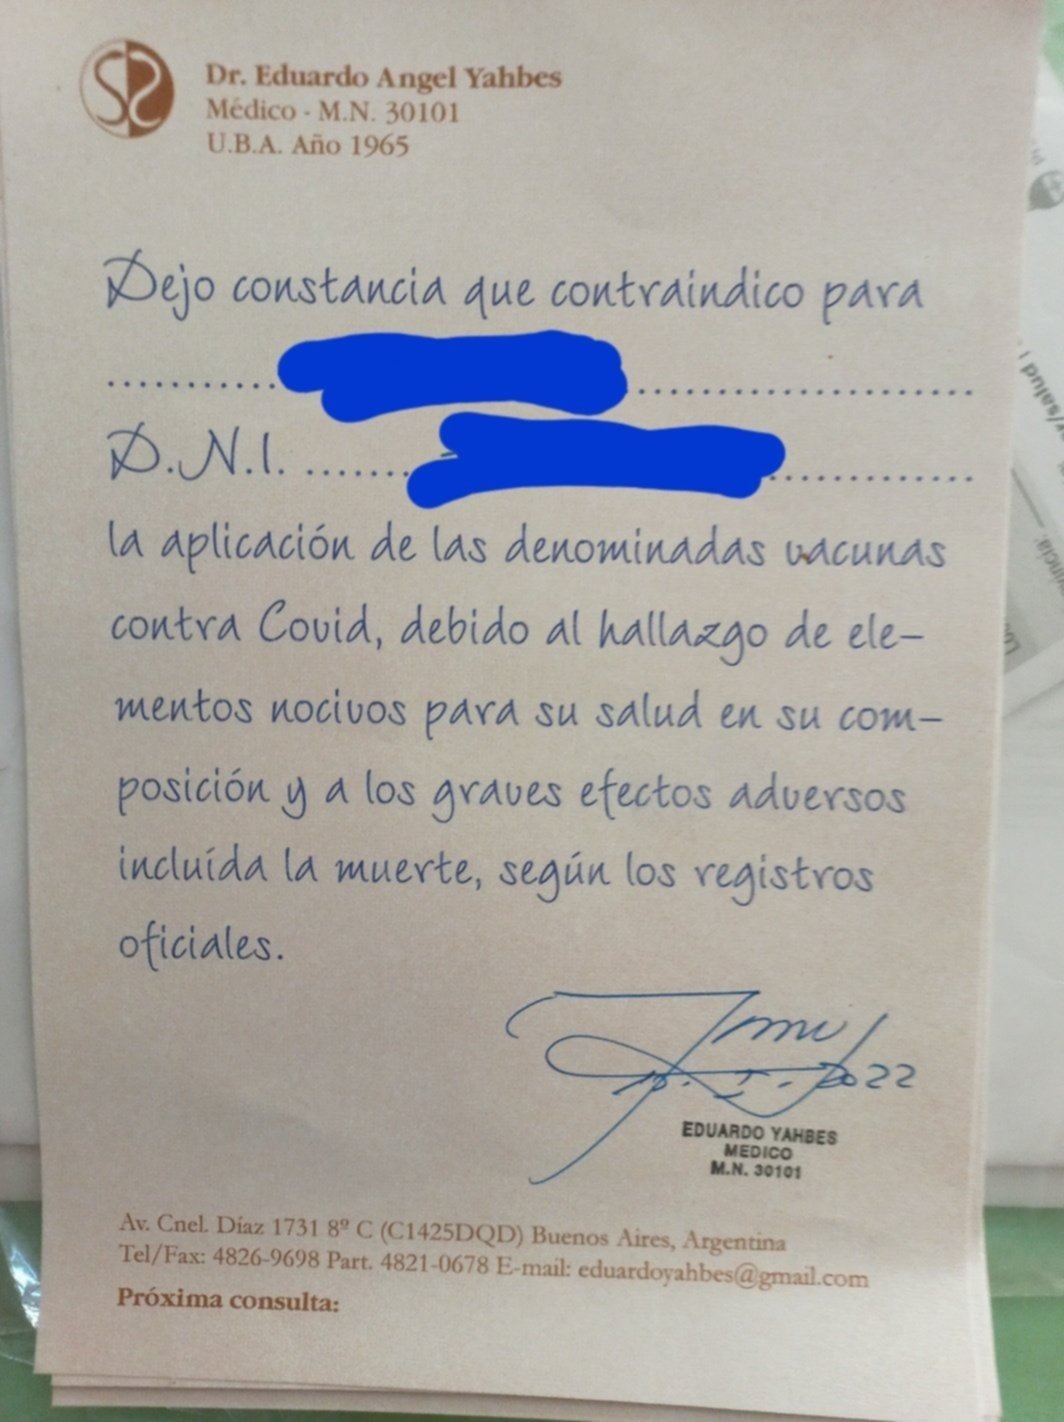 Dr. Eduardo Angel Yahbes
Médico - M.N. 30101
U.B.A. Año 1965
Dejo constancia que contraindico para
D.N.I.
la aplicación de las denominadas vacunas
contra Covid, debido al hallazgo de ele-
mentos nocivos para su salud en su com-
posición y a los graves efectos adversos
incluída la muerte, según los registros
oficiales.
2022
EDUARDO YAHBES
MEDICO
M.N. 30101
Av. Cnel. Díaz 1731 8º C (C1425DQD) Buenos Aires, Argentina
Tel/Fax: 4826-9698 Part. 4821-0678 E-mail: eduardoyahbes@gmail.com
Próxima consulta: